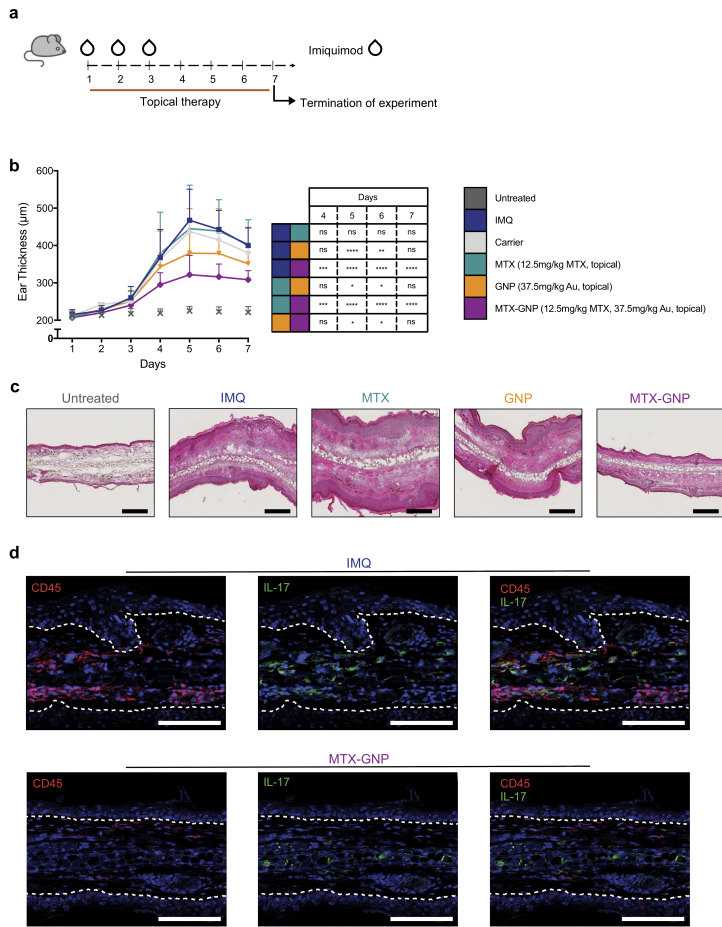 a
Imiquimod
1 2 3 4 5 6 7
Topical therapy
Termination of experiment
b
600
500
400
300
200
0
Ear Thickness (μm)
1 2 3 4 5 6 7
Days
Days
4 5 6 7
ns ns ns ns
ns **** ** ns
*** **** **** ****
ns * * ns
*** **** **** ****
ns * * ns
Untreated
IMQ
Carrier
MTX (12.5mg/kg MTX, topical)
GNP (37.5mg/kg Au, topical)
MTX-GNP (12.5mg/kg MTX, 37.5mg/kg Au, topical)
c
Untreated IMQ MTX GNP MTX-GNP
d
IMQ
CD45 IL-17 CD45
IL-17
MTX-GNP
CD45 IL-17 CD45
IL-17